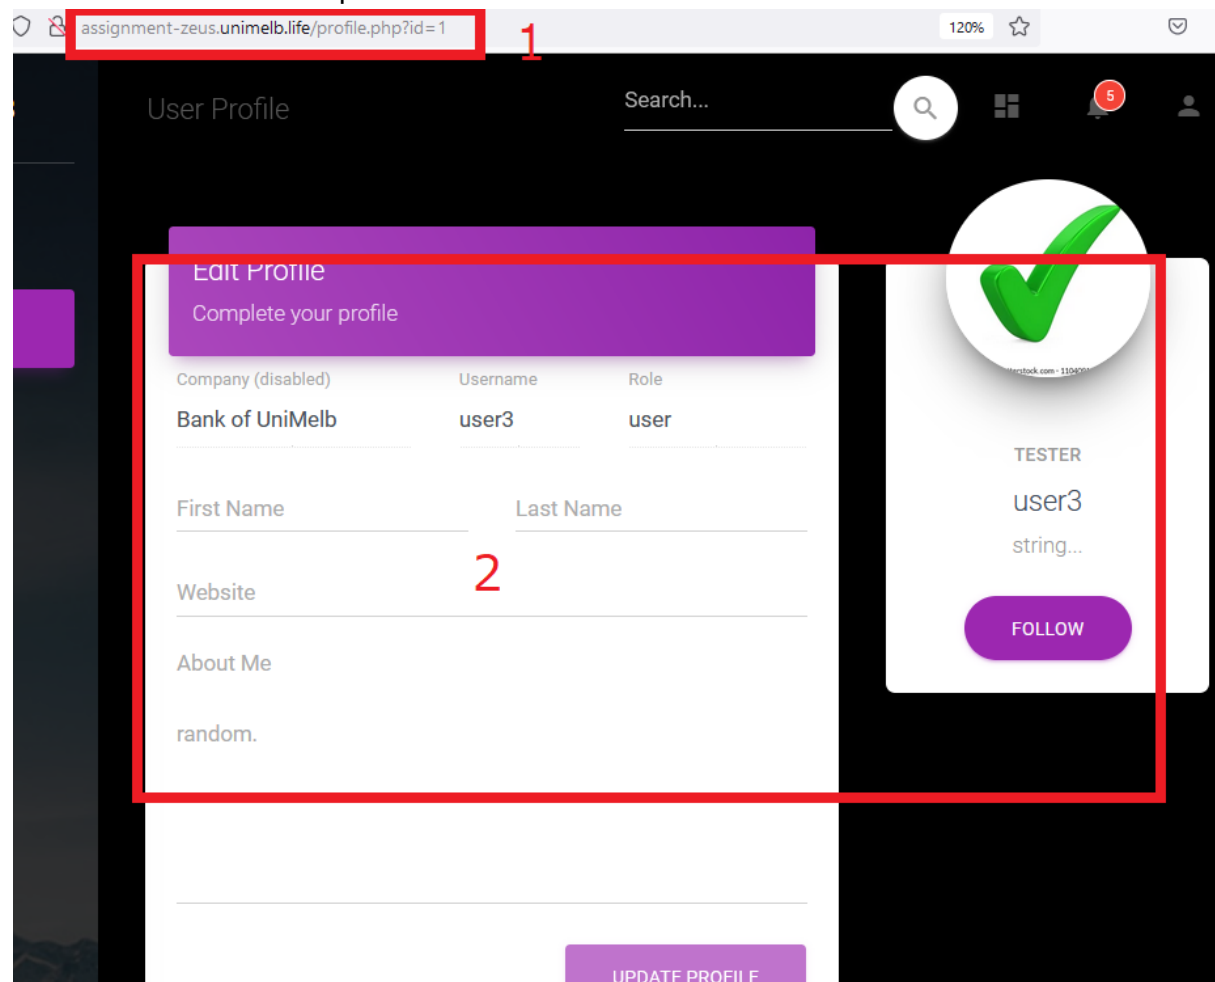 assignment-zeus.unimelb.life/profile.php?id=1
1
120%
User Profile
Search...
5
Edit Profile
Complete your profile
Company (disabled) Username Role
Bank of UniMelb user3 user
First Name Last Name
2
Website
About Me
random.
UPDATE PROFILE
TESTER
user3
string...
FOLLOW